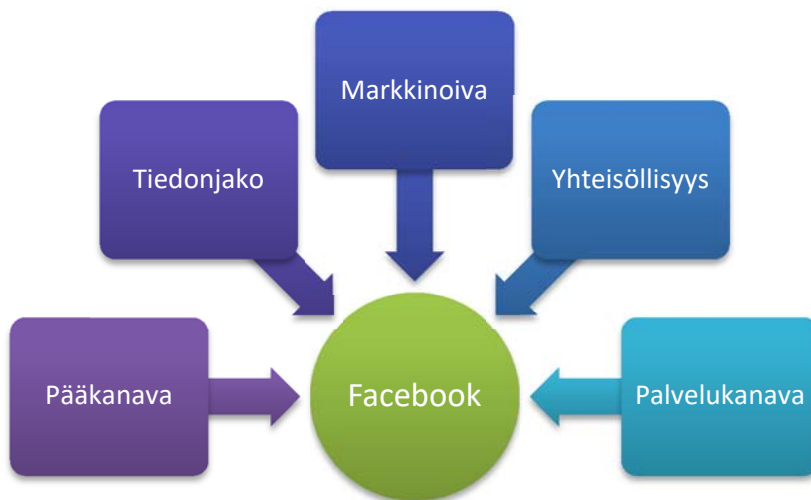 Markkinoiva
Tiedonjako
Yhteisöllisyys
Pääkanava
Facebook
Palvelukanava